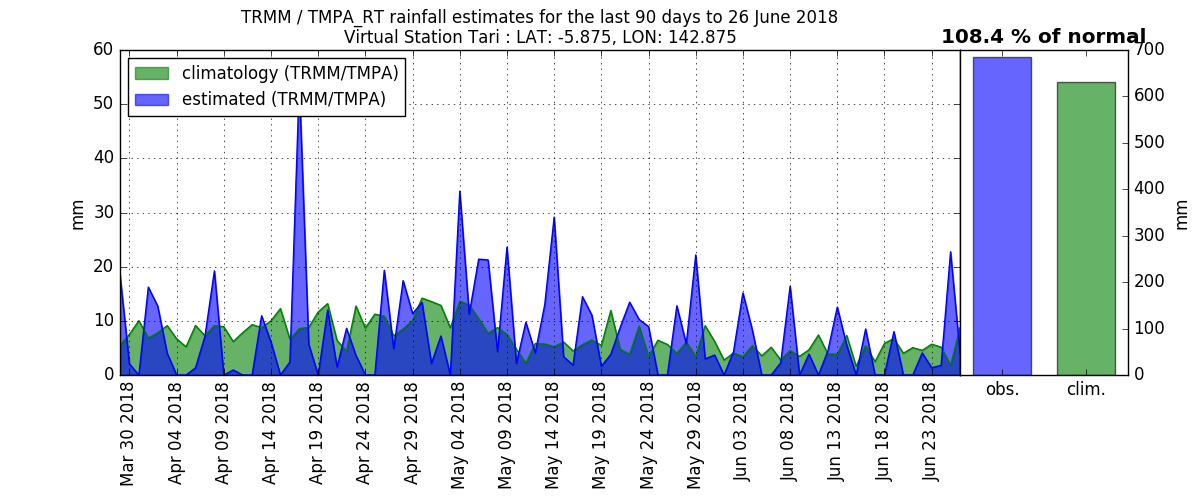 TRMM / TMPA_RT rainfall estimates for the last 90 days to 26 June 2018
Virtual Station Tari : LAT: -5.875, LON: 142.875
108.4 % of normal
climatology (TRMM/TMPA)
estimated (TRMM/TMPA)
60
50
40
30
20
10
0
mm
700
600
500
400
300
200
100
0
mm
Mar 30 2018
Apr 04 2018
Apr 09 2018
Apr 14 2018
Apr 19 2018
Apr 24 2018
Apr 29 2018
May 04 2018
May 09 2018
May 14 2018
May 19 2018
May 24 2018
May 29 2018
Jun 03 2018
Jun 08 2018
Jun 13 2018
Jun 18 2018
Jun 23 2018
obs.
clim.